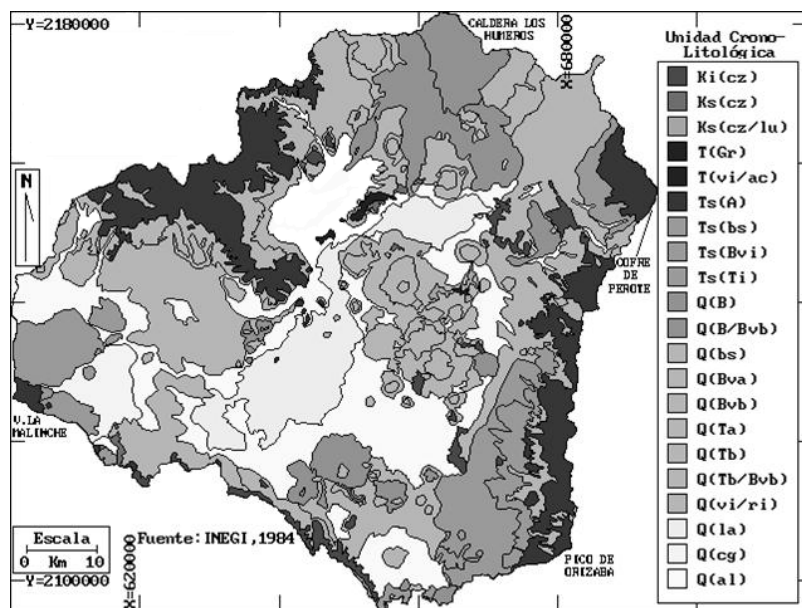 Y=2180000
CALDERA LOS
HUMEROS
X=680000
Unidad Crono-
Litológica
Ki(cz)
Ks(cz)
Ks(cz/lu)
T(Gr)
T(vi/ac)
Ts(A)
Ts(bs)
Ts(Bvi)
Ts(Ti)
Q(B)
Q(B/Bvb)
Q(bs)
Q(Bva)
Q(Bvb)
Q(Ta)
Q(Tb)
Q(Tb/Bvb)
Q(vi/ri)
Q(la)
Q(cg)
Q(al)
N
COFRE
DE
PEROTE
V.LA
MALINCHE
Escala
0 Km 10
Fuente: INEGI,1984
PICO DE
ORIZABA
Y=2100000
X=620000